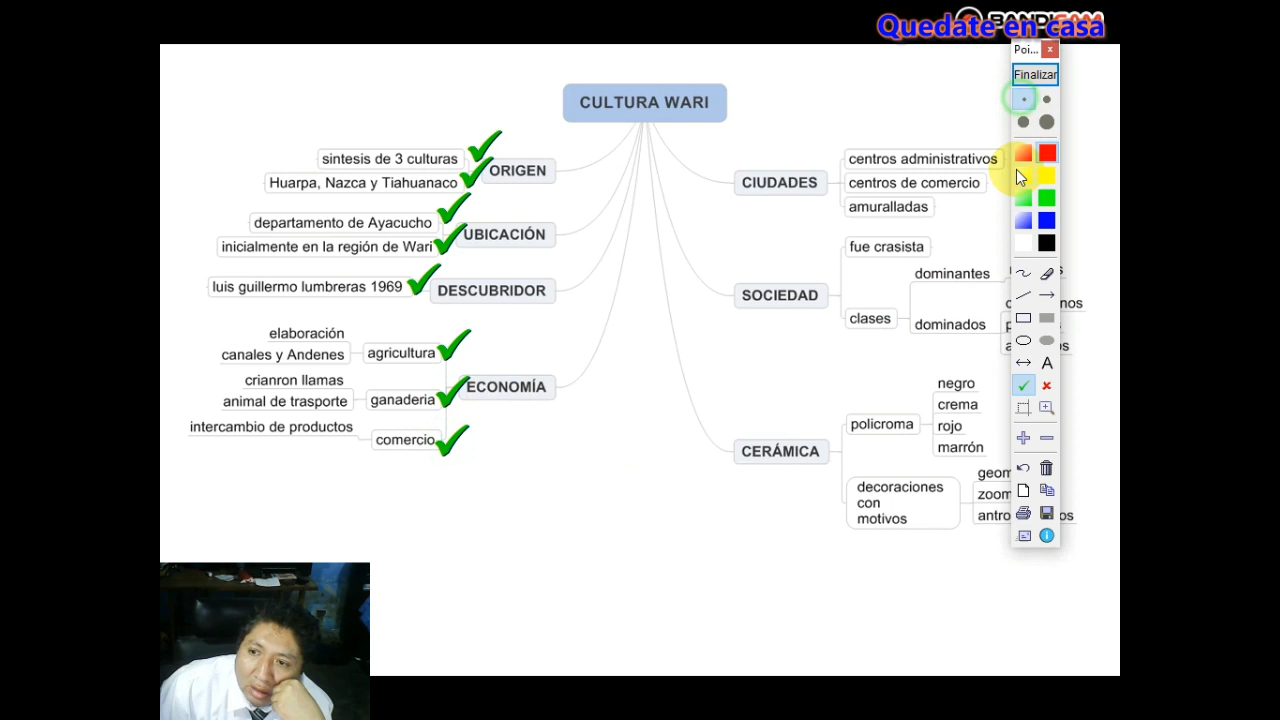 BANDICAM
Quedate en casa
Poi...
Finalizar
CULTURA WARI
sintesis de 3 culturas
Huarpa, Nazca y Tiahuanaco
ORIGEN
departamento de Ayacucho
inicialmente en la región de Wari
UBICACIÓN
luis guillermo lumbreras 1969
DESCUBRIDOR
elaboración
canales y Andenes
agricultura
crianron llamas
animal de trasporte
ganaderia
intercambio de productos
comercio
ECONOMÍA
CIUDADES
centros administrativos
centros de comercio
amuralladas
SOCIEDAD
fue crasista
clases
dominantes
dominados
CERÁMICA
policroma
negro
crema
rojo
marrón
decoraciones
con
motivos
A